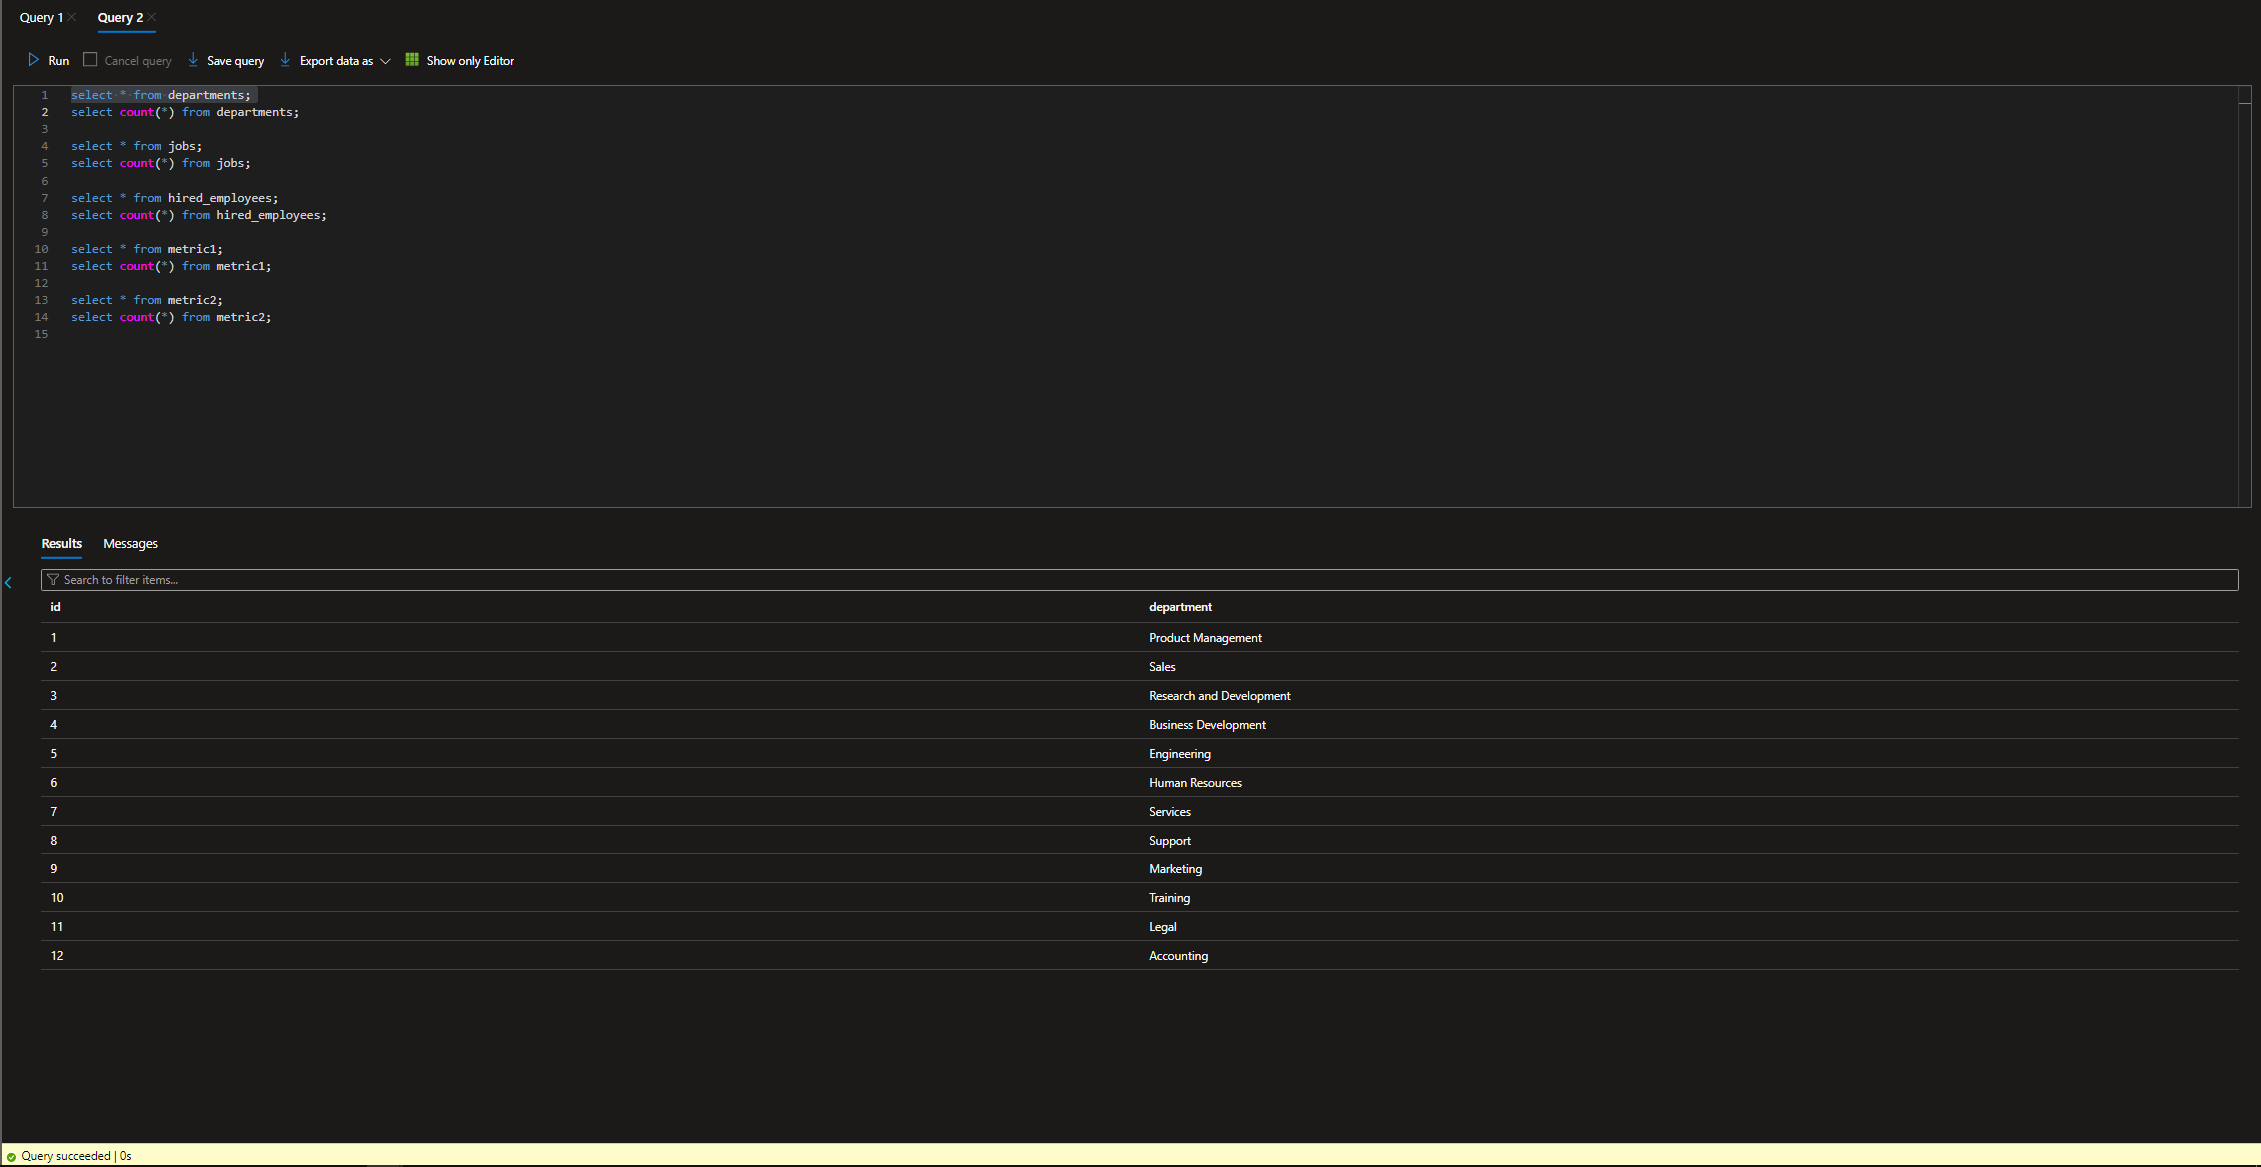 Query 1 Query 2
Run Cancel query Save query Export data as Show only Editor
1 select * from departments;
2 select count(*) from departments;
3
4 select * from jobs;
5 select count(*) from jobs;
6
7 select * from hired_employees;
8 select count(*) from hired_employees;
9
10 select * from metric1;
11 select count(*) from metric1;
12
13 select * from metric2;
14 select count(*) from metric2;
15
Results Messages
Search to filter items...
id department
1 Product Management
2 Sales
3 Research and Development
4 Business Development
5 Engineering
6 Human Resources
7 Services
8 Support
9 Marketing
10 Training
11 Legal
12 Accounting
Query succeeded | 0s